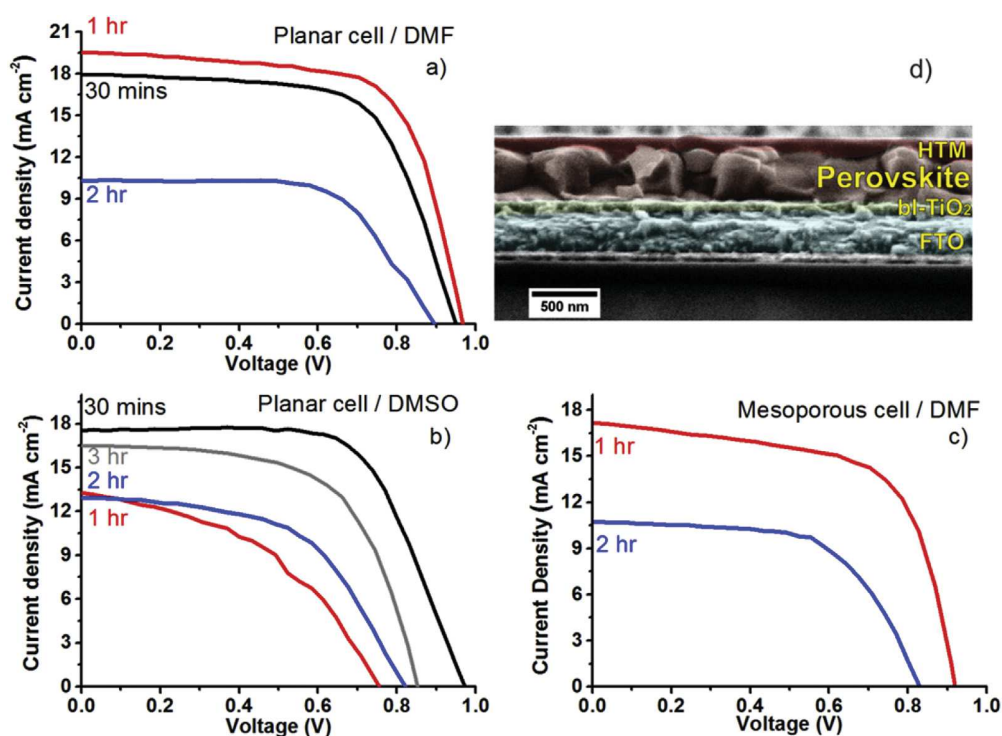 1 hr
Planar cell / DMF
a)
30 mins
2 hr
Current density (mA cm⁻²)
21
18
15
12
9
6
3
0
0.0 0.2 0.4 0.6 0.8 1.0
Voltage (V)
d)
HTM
Perovskite
bl-TiO₂
FTO
500 nm
30 mins
Planar cell / DMSO
b)
3 hr
2 hr
1 hr
Current density (mA cm⁻²)
18
15
12
9
6
3
0
0.0 0.2 0.4 0.6 0.8 1.0
Voltage (V)
Mesoporous cell / DMF
c)
1 hr
2 hr
Current Density (mA cm⁻²)
18
15
12
9
6
3
0
0.0 0.2 0.4 0.6 0.8 1.0
Voltage (V)